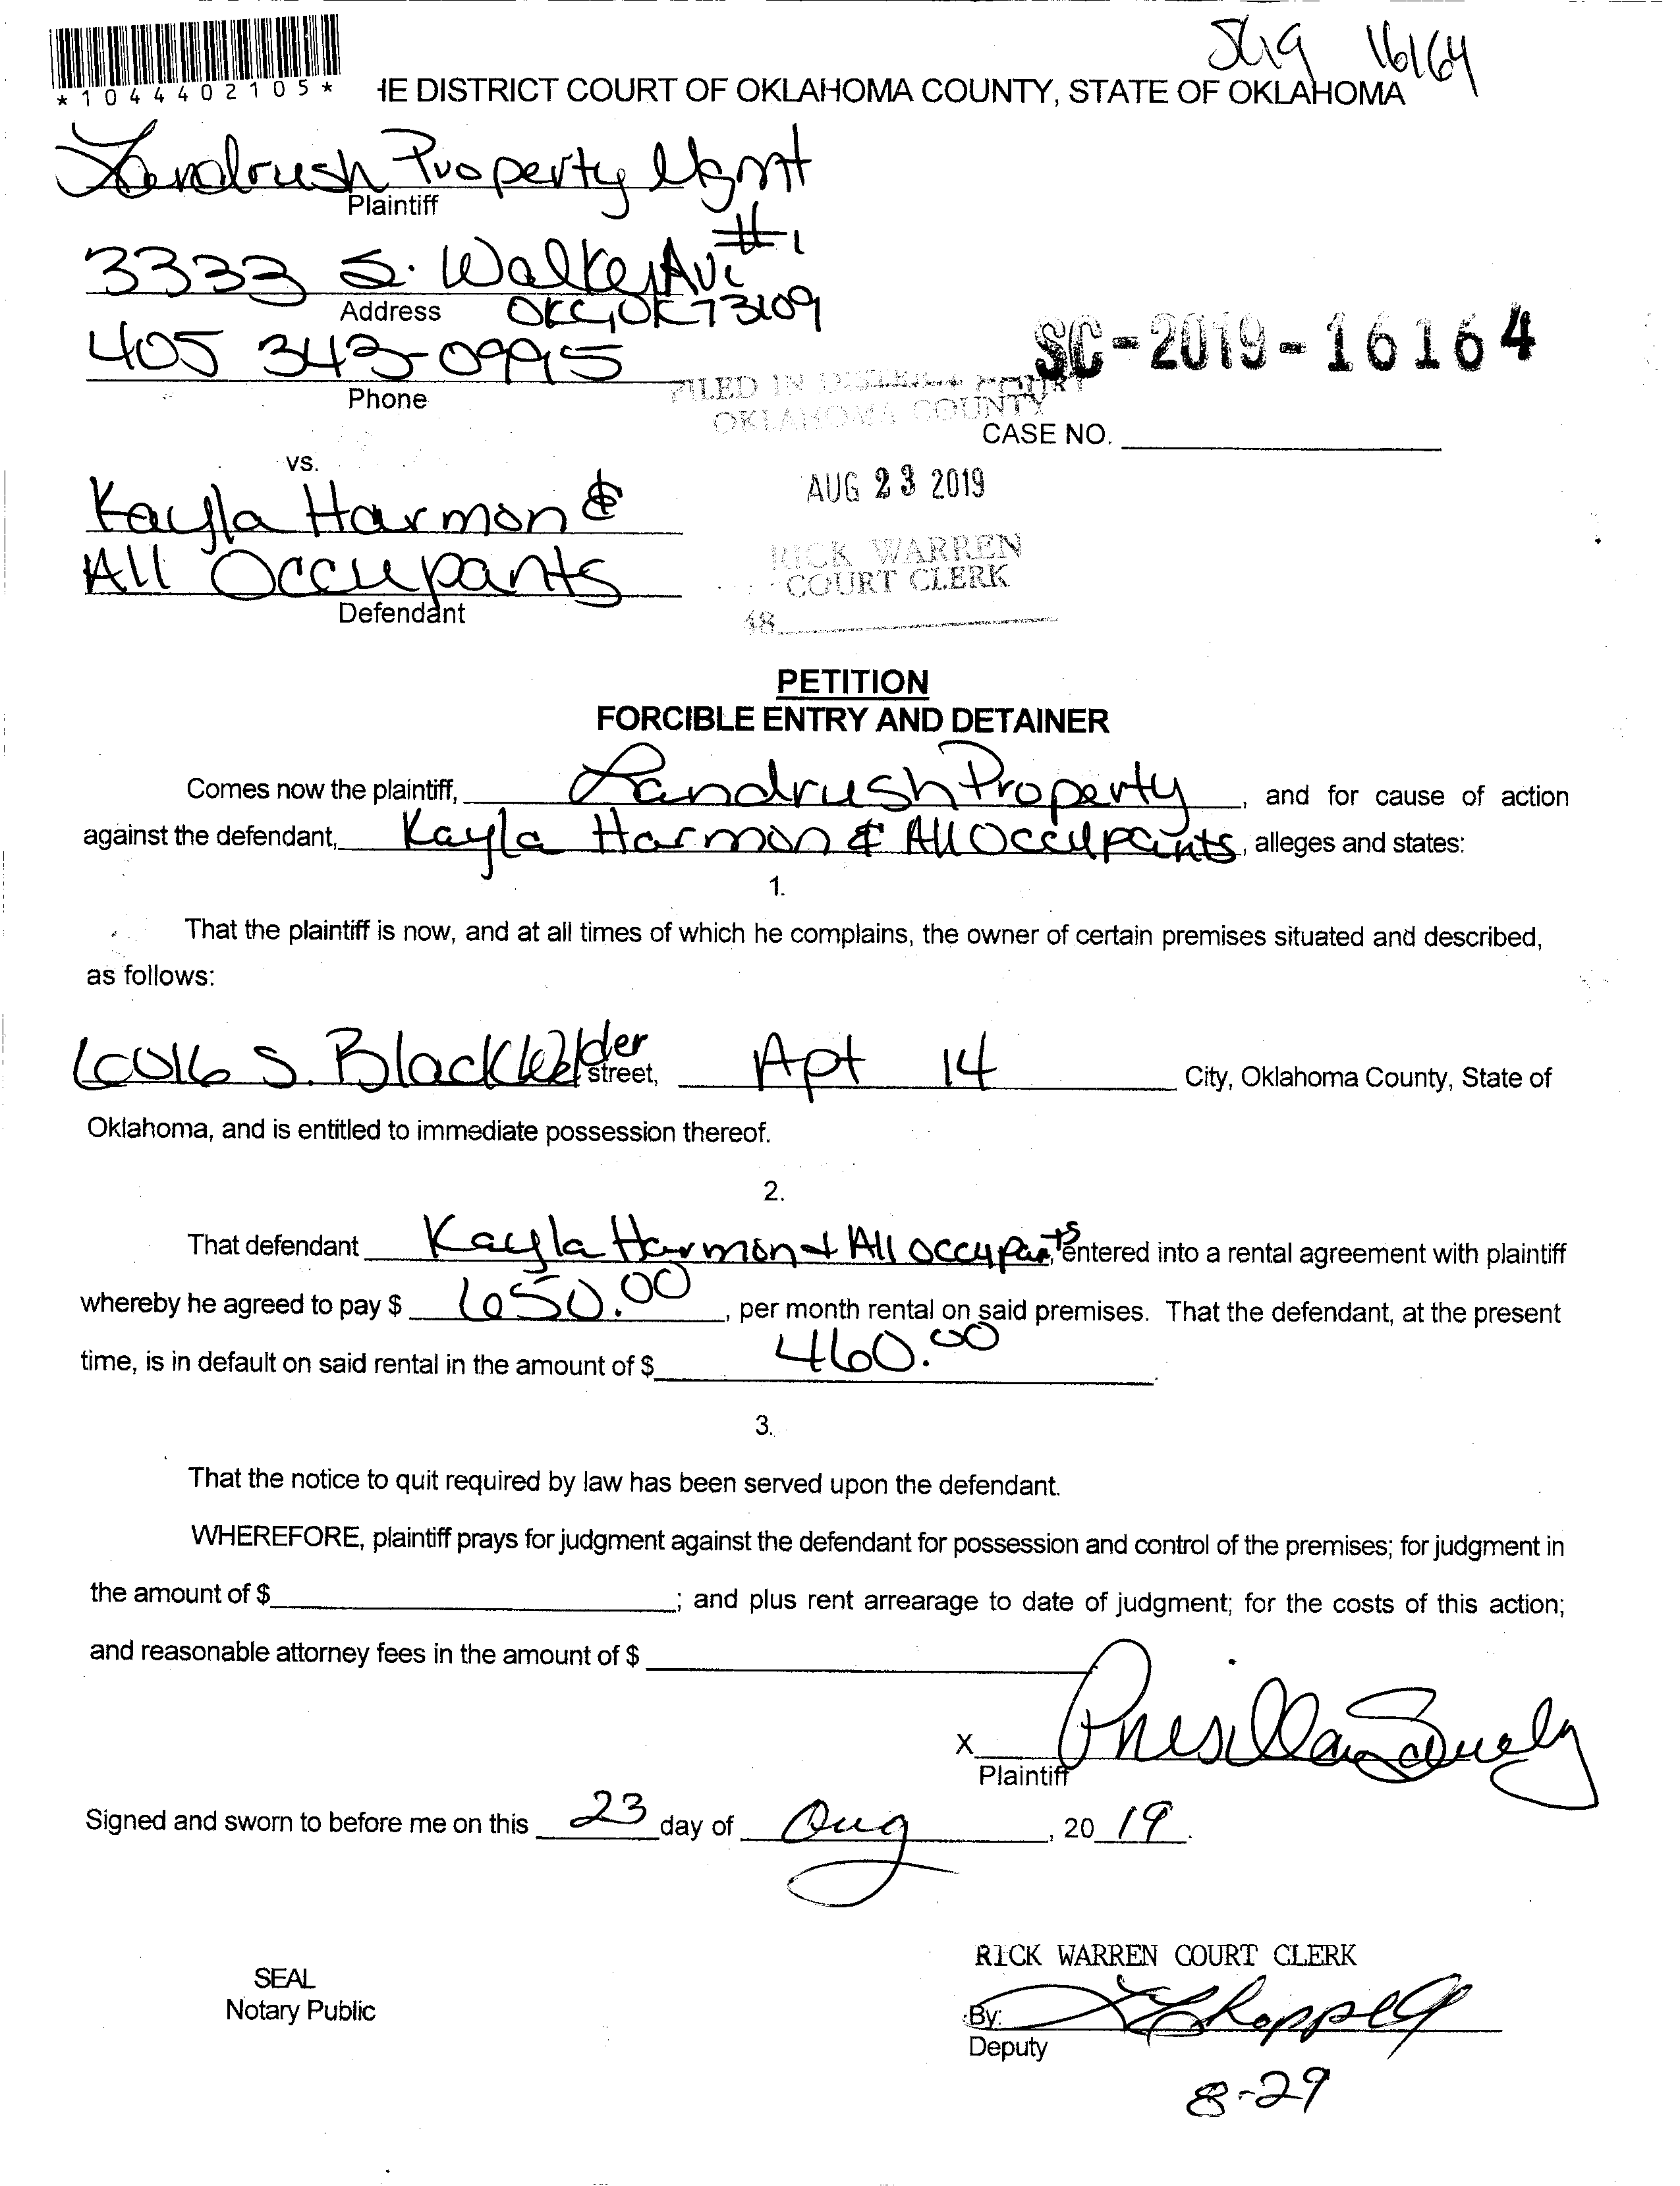 16164
*1044402105*
HE DISTRICT COURT OF OKLAHOMA COUNTY, STATE OF OKLAHOMA
Landrush Property Mgmt
Plaintiff
3333 S. Walker Ave #1
Address OKC, OK 73109
405 343-0995
Phone
SC-2019-16164
FILED IN DISTRICT COURT
OKLAHOMA COUNTY
CASE NO.
vs.
AUG 23 2019
Kayla Harmon &
All Occupants
Defendant
RICK WARREN
COURT CLERK
48
PETITION
FORCIBLE ENTRY AND DETAINER
Comes now the plaintiff, Landrush Property, and for cause of action
against the defendant, Kayla Harmon & All Occupants, alleges and states:
1.
That the plaintiff is now, and at all times of which he complains, the owner of certain premises situated and described,
as follows:
6016 S. Blackwelder street, Apt 14 City, Oklahoma County, State of
Oklahoma, and is entitled to immediate possession thereof.
2.
That defendant Kayla Harmon & All occupants, entered into a rental agreement with plaintiff
whereby he agreed to pay $ 650.00, per month rental on said premises. That the defendant, at the present
time, is in default on said rental in the amount of $ 460.00.
3.
That the notice to quit required by law has been served upon the defendant.
WHEREFORE, plaintiff prays for judgment against the defendant for possession and control of the premises; for judgment in
the amount of $ ; and plus rent arrearage to date of judgment; for the costs of this action;
and reasonable attorney fees in the amount of $
X
Plaintiff
Signed and sworn to before me on this 23 day of Aug, 20 19.
RICK WARREN COURT CLERK
SEAL
Notary Public
By:
Deputy
8-29